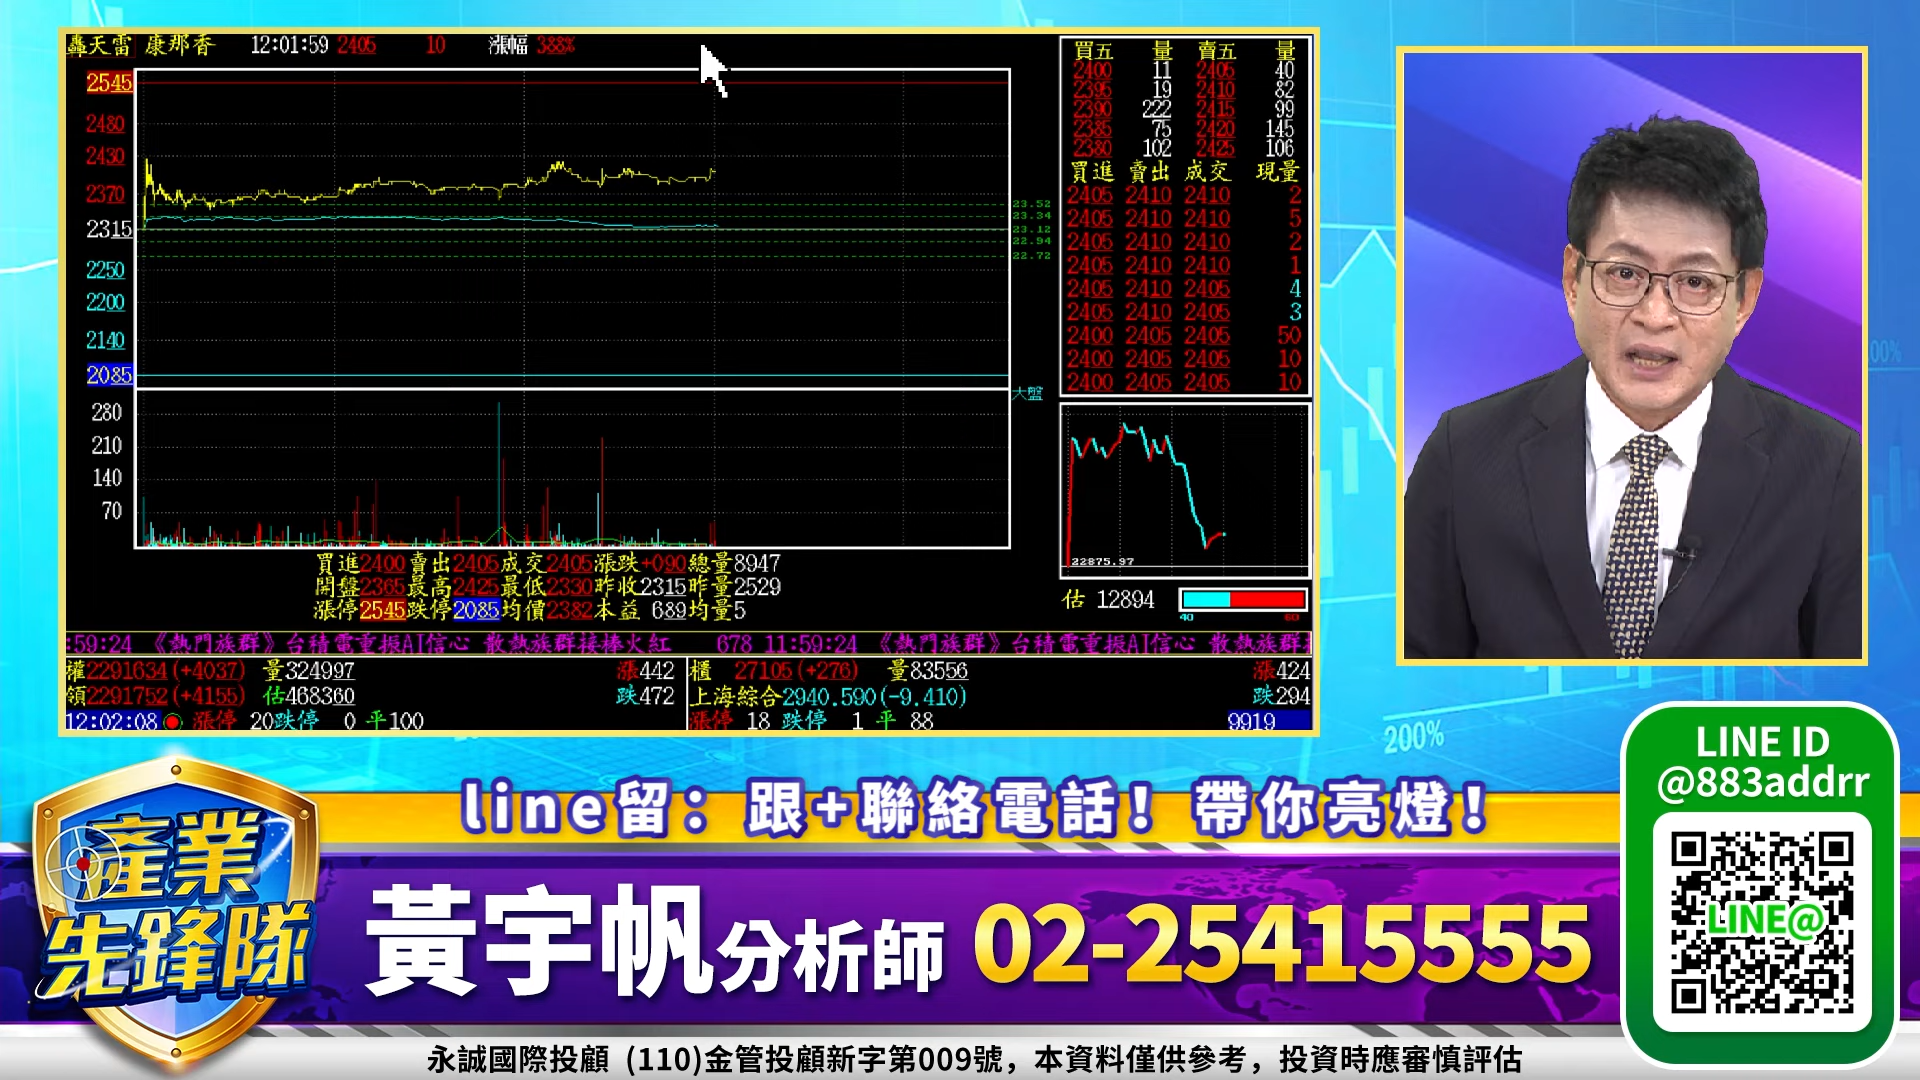 轟天雷 康那香 12:01:59 2405 10 漲幅 3.88%
2545
2480
2430
2370
2315
2250
2200
2140
2085
280
210
140
70
23.52
23.34
23.12
22.94
22.72
大盤
買五 量 賣五 量
2400 11 2405 40
2395 19 2410 82
2390 222 2415 99
2385 75 2420 145
2380 102 2425 106
買進 賣出 成交 現量
2405 2410 2410 2
2405 2410 2410 5
2405 2410 2410 2
2405 2410 2410 1
2405 2410 2405 4
2405 2410 2405 3
2400 2405 2405 50
2400 2405 2405 10
2400 2405 2405 10
22875.97
估 12894
40 60
買進2400賣出2405成交2405漲跌+090總量8947
開盤2365最高2425最低2330昨收2315昨量2529
漲停2545跌停2085均價2382本益 689均量5
:59:24 《熱門族群》台積電重振AI信心 散熱族群接棒火紅 678 11:59:24 《熱門族群》台積電重振AI信心 散熱族群
權2291634(+4037) 量324997 漲442
領2291752(+4155) 估468360 跌472
12:02:08 漲停 20跌停 0 平100
櫃 27105(+276) 量83556 漲424
上海綜合2940.590(-9.410) 跌294
漲停 18 跌停 1 平 88 9919
200%
LINE ID
@883addrr
LINE@
line留：跟+聯絡電話！帶你亮燈！
產業
先鋒隊
黃宇帆分析師 02-25415555
永誠國際投顧 (110)金管投顧新字第009號，本資料僅供參考，投資時應審慎評估